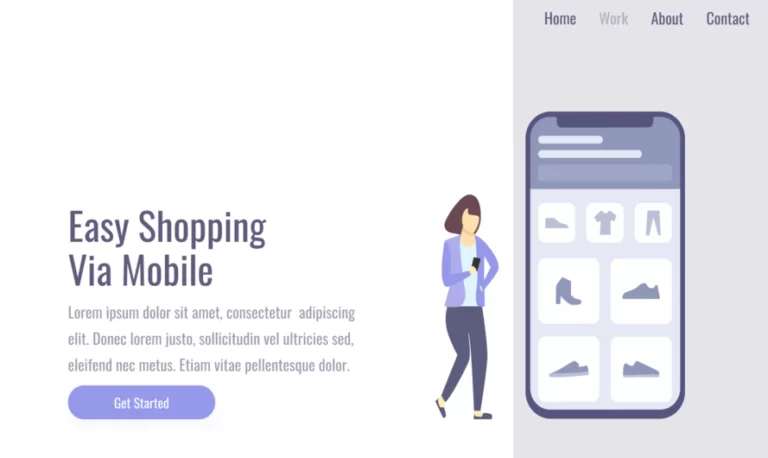 Home Work About Contact
Easy Shopping
Via Mobile
Lorem ipsum dolor sit amet, consectetur adipiscing
elit. Donec lorem justo, sollicitudin vel ultricies sed,
eleifend nec metus. Etiam vitae pellentesque dolor.
Get Started